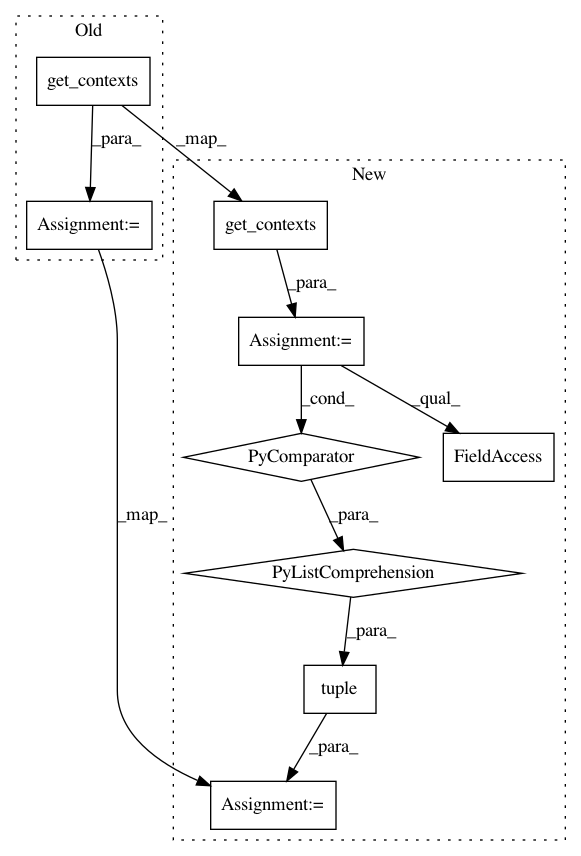 Old
get_contexts
_para_
_map_
New
Assignment:=
get_contexts
_para_
Assignment:=
_cond_
_qual_
PyComparator
FieldAccess
_map_
_para_
PyListComprehension
_para_
tuple
_para_
Assignment:=